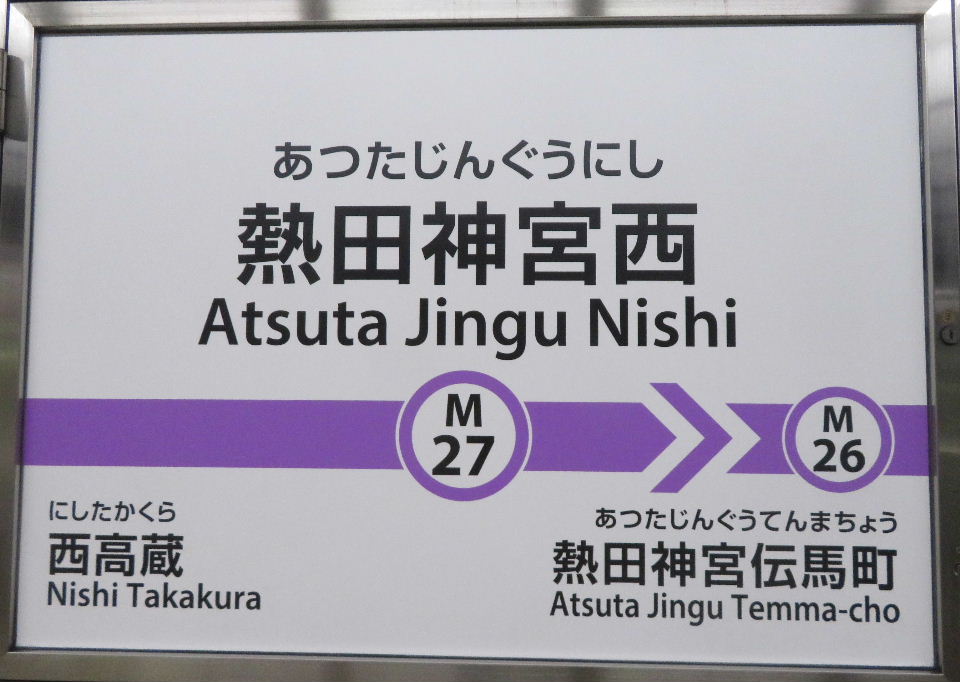 あつたじんぐうにし
熱田神宮西
Atsuta Jingu Nishi
M
27
M
26
にしたかくら
西高蔵
Nishi Takakura
あつたじんぐうてんまちょう
熱田神宮伝馬町
Atsuta Jingu Temma-cho